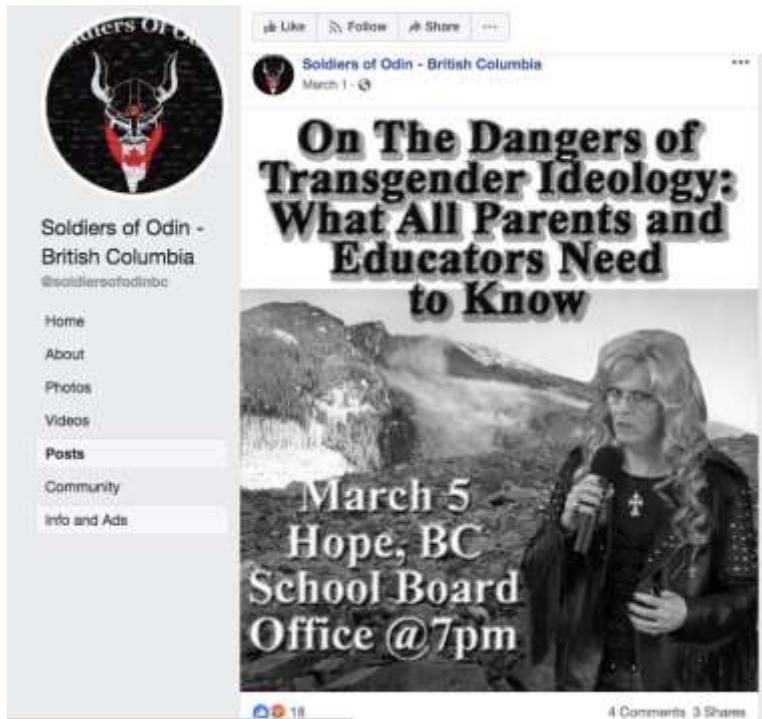 Soldiers Of Od
Like
Follow
Share
Soldiers of Odin - British Columbia
March 1
On The Dangers of
Transgender Ideology:
What All Parents and
Educators Need
to Know
March 5
Hope, BC
School Board
Office @7pm
Soldiers of Odin -
British Columbia
@soldiersofodinbc
Home
About
Photos
Videos
Posts
Community
Info and Ads
18
4 Comments 3 Shares